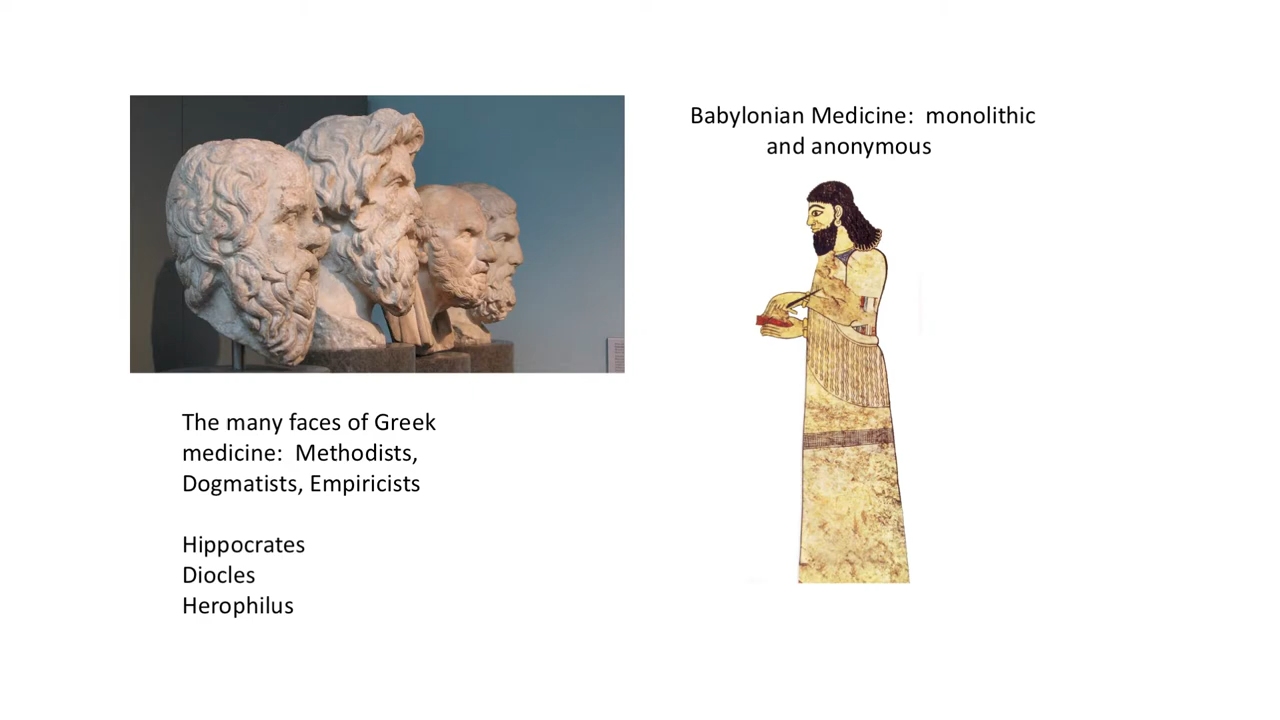 Babylonian Medicine:  monolithic
and anonymous
The many faces of Greek
medicine:  Methodists,
Dogmatists, Empiricists
Hippocrates
Diocles
Herophilus